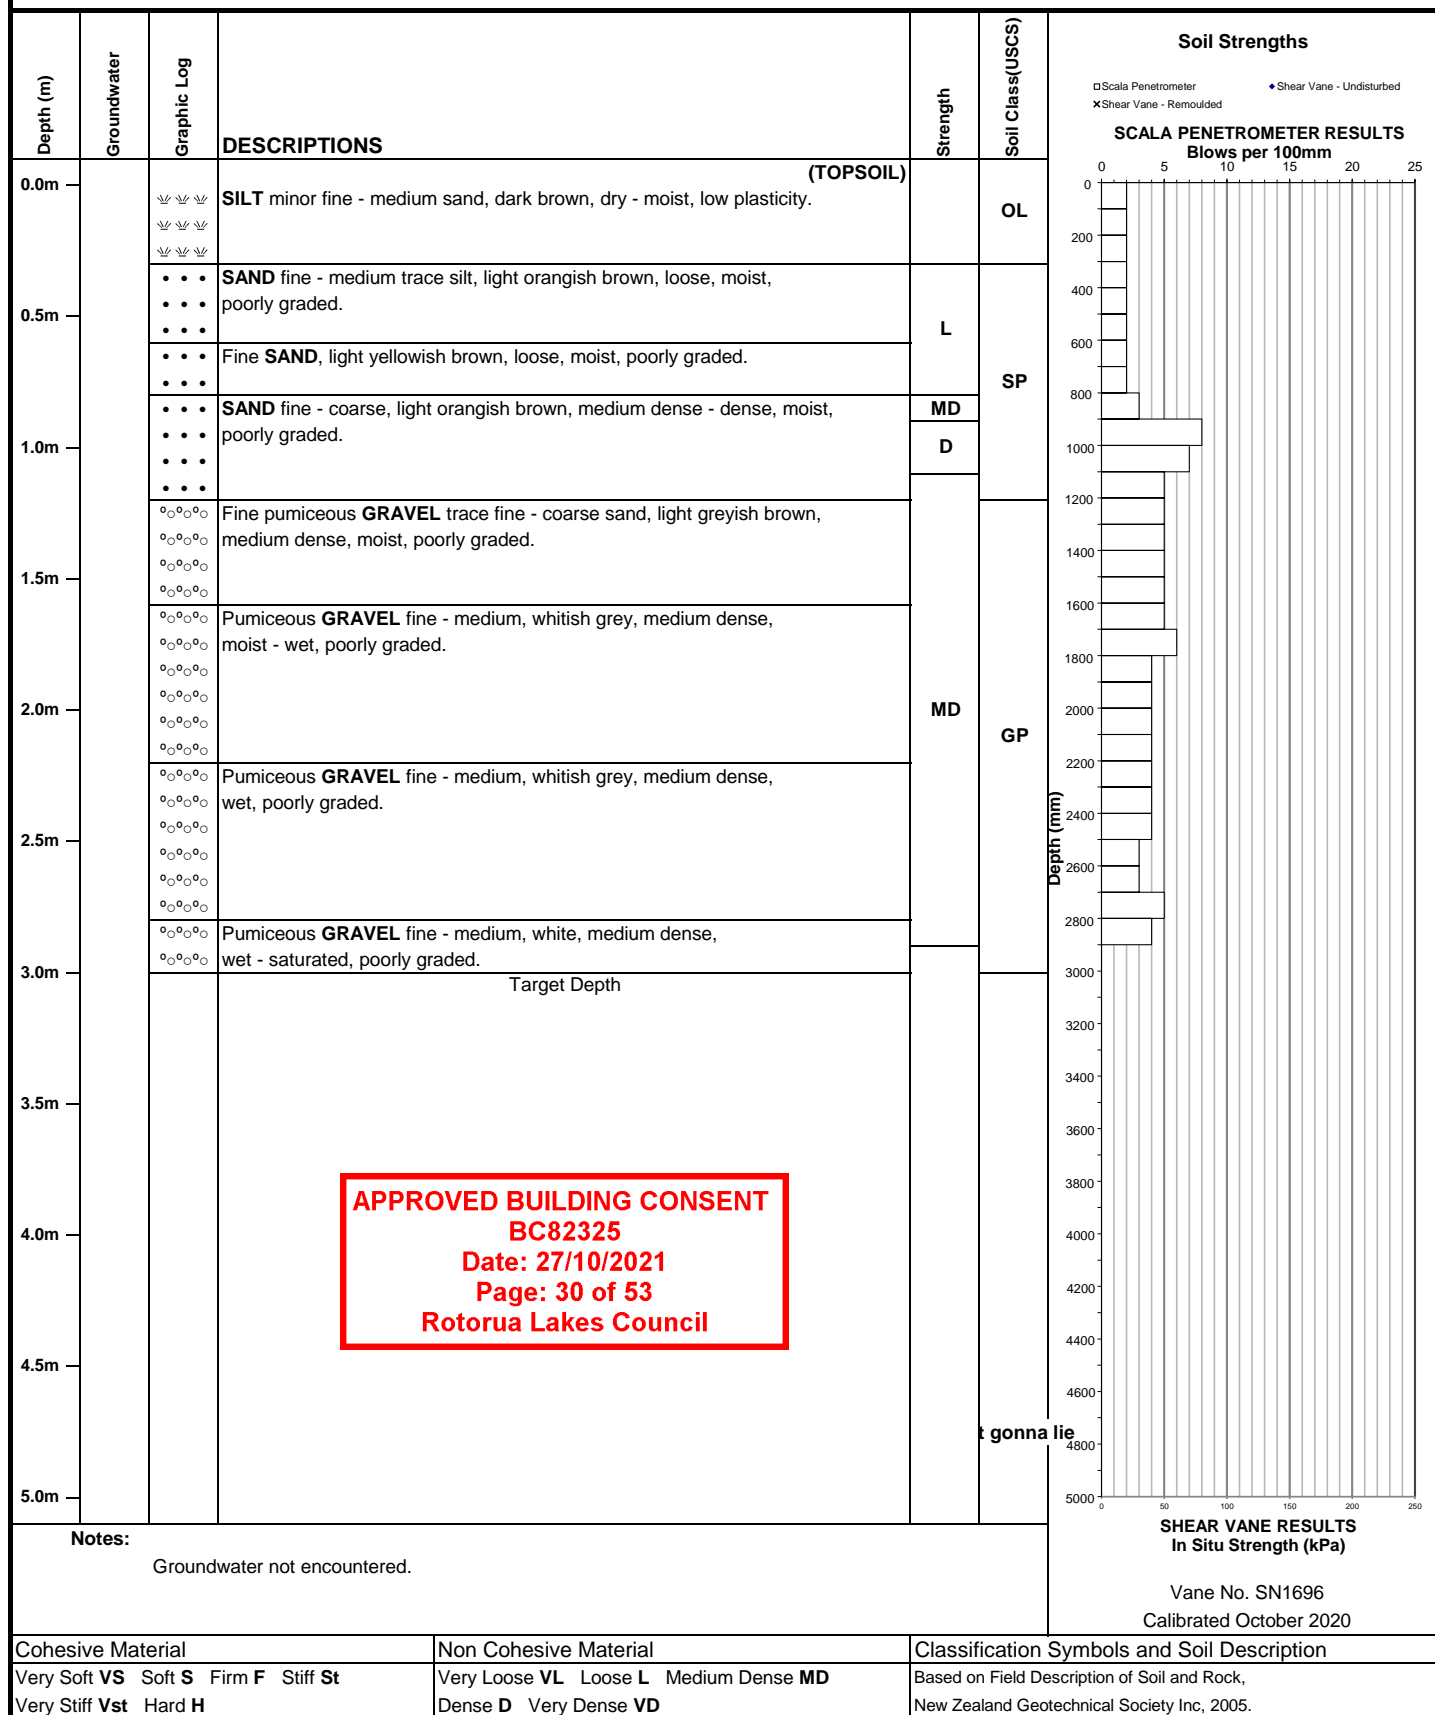 Depth (m)
Groundwater
Graphic Log
DESCRIPTIONS
Strength
Soil Class(USCS)
Soil Strengths
Scala Penetrometer
Shear Vane - Undisturbed
Shear Vane - Remoulded
SCALA PENETROMETER RESULTS
Blows per 100mm
0 5 10 15 20 25
0.0m
(TOPSOIL)
SILT minor fine - medium sand, dark brown, dry - moist, low plasticity.
OL
SAND fine - medium trace silt, light orangish brown, loose, moist,
poorly graded.
0.5m
L
Fine SAND, light yellowish brown, loose, moist, poorly graded.
SP
SAND fine - coarse, light orangish brown, medium dense - dense, moist,
MD
poorly graded.
1.0m
D
Fine pumiceous GRAVEL trace fine - coarse sand, light greyish brown,
medium dense, moist, poorly graded.
1.5m
Pumiceous GRAVEL fine - medium, whitish grey, medium dense,
moist - wet, poorly graded.
2.0m
MD
GP
Pumiceous GRAVEL fine - medium, whitish grey, medium dense,
wet, poorly graded.
2.5m
Pumiceous GRAVEL fine - medium, white, medium dense,
wet - saturated, poorly graded.
3.0m
Target Depth
3.5m
APPROVED BUILDING CONSENT
BC82325
Date: 27/10/2021
Page: 30 of 53
Rotorua Lakes Council
4.0m
4.5m
t gonna lie
5.0m
Depth (mm)
0
200
400
600
800
1000
1200
1400
1600
1800
2000
2200
2400
2600
2800
3000
3200
3400
3600
3800
4000
4200
4400
4600
4800
5000
0 50 100 150 200 250
SHEAR VANE RESULTS
In Situ Strength (kPa)
Vane No. SN1696
Calibrated October 2020
Notes:
Groundwater not encountered.
Cohesive Material
Very Soft VS Soft S Firm F Stiff St
Very Stiff Vst Hard H
Non Cohesive Material
Very Loose VL Loose L Medium Dense MD
Dense D Very Dense VD
Classification Symbols and Soil Description
Based on Field Description of Soil and Rock,
New Zealand Geotechnical Society Inc, 2005.